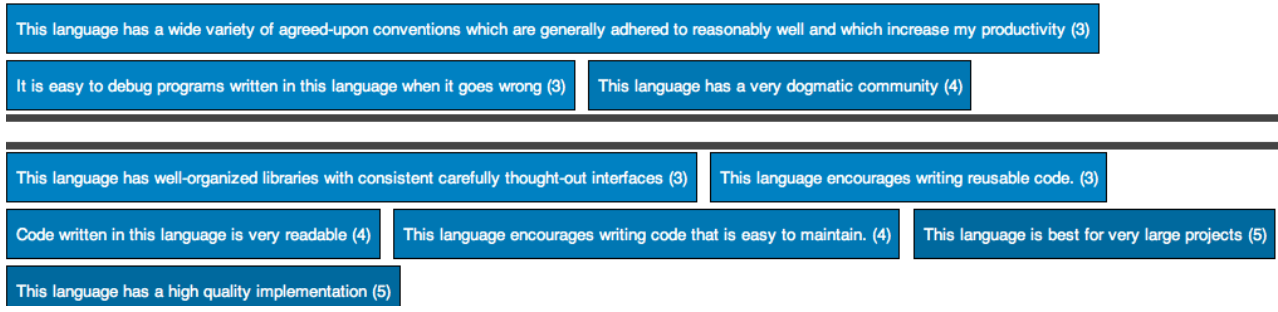 This language has a wide variety of agreed-upon conventions which are generally adhered to reasonably well and which increase my productivity (3)
It is easy to debug programs written in this language when it goes wrong (3)
This language has a very dogmatic community (4)
This language has well-organized libraries with consistent carefully thought-out interfaces (3)
This language encourages writing reusable code. (3)
Code written in this language is very readable (4)
This language encourages writing code that is easy to maintain. (4)
This language is best for very large projects (5)
This language has a high quality implementation (5)